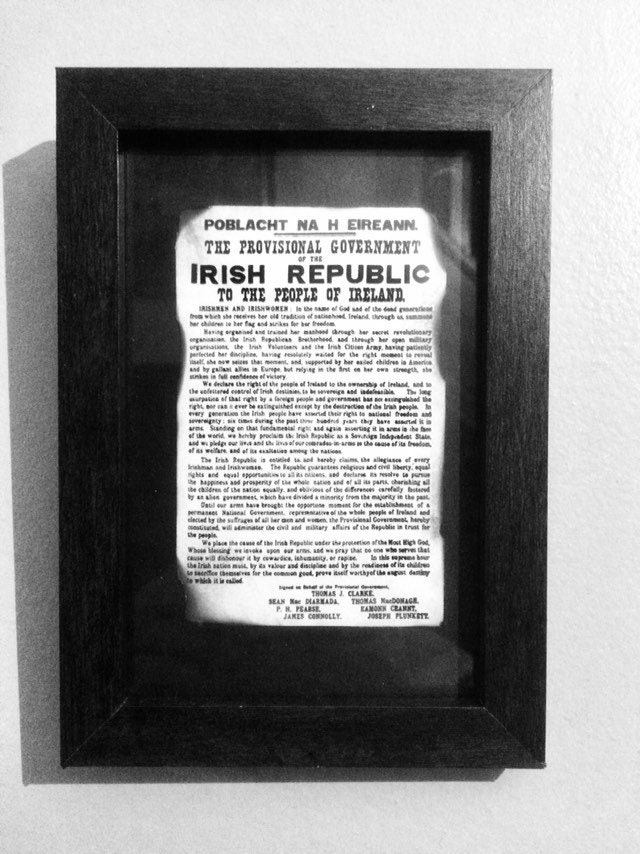 POBLACHT NA H EIREANN.
THE PROVISIONAL GOVERNMENT
OF THE
IRISH REPUBLIC
TO THE PEOPLE OF IRELAND.
IRISHMEN AND IRISHWOMEN: In the name of God and of the dead generations
from which she receives her old tradition of nationhood, Ireland, through us, summons
her children to her flag and strikes for her freedom.
Having organised and trained her manhood through her secret revolutionary
organisation, the Irish Republican Brotherhood, and through her open military
organisations, the Irish Volunteers and the Irish Citizen Army, having patiently
perfected her discipline, having resolutely waited for the right moment to reveal
itself, she now seizes that moment, and, supported by her exiled children in America
and by gallant allies in Europe, but relying in the first on her own strength, she
strikes in full confidence of victory.
We declare the right of the people of Ireland to the ownership of Ireland, and to
the unfettered control of Irish destinies, to be sovereign and indefeasible. The long
usurpation of that right by a foreign people and government has not extinguished the
right, nor can it ever be extinguished except by the destruction of the Irish people. In
every generation the Irish people have asserted their right to national freedom and
sovereignty; six times during the past three hundred years they have asserted it in
arms. Standing on that fundamental right and again asserting it in arms in the face
of the world, we hereby proclaim the Irish Republic as a Sovereign Independent State,
and we pledge our lives and the lives of our comrades-in-arms to the cause of its freedom,
of its welfare, and of its exaltation among the nations.
The Irish Republic is entitled to, and hereby claims, the allegiance of every
Irishman and Irishwoman. The Republic guarantees religious and civil liberty, equal
rights and equal opportunities to all its citizens, and declares its resolve to pursue
the happiness and prosperity of the whole nation and of all its parts, cherishing all
the children of the nation equally, and oblivious of the differences carefully fostered
by an alien government, which have divided a minority from the majority in the past.
Until our arms have brought the opportune moment for the establishment of a
permanent National Government, representative of the whole people of Ireland and
elected by the suffrages of all her men and women, the Provisional Government, hereby
constituted, will administer the civil and military affairs of the Republic in trust for
the people.
We place the cause of the Irish Republic under the protection of the Most High God,
Whose blessing we invoke upon our arms, and we pray that no one who serves that
cause will dishonour it by cowardice, inhumanity, or rapine. In this supreme hour
the Irish nation must, by its valour and discipline and by the readiness of its children
to sacrifice themselves for the common good, prove itself worthy of the august destiny
to which it is called.
Signed on Behalf of the Provisional Government,
THOMAS J. CLARKE,
SEAN Mac DIARMADA, THOMAS MacDONAGH,
P. H. PEARSE, EAMONN CEANNT,
JAMES CONNOLLY. JOSEPH PLUNKETT.